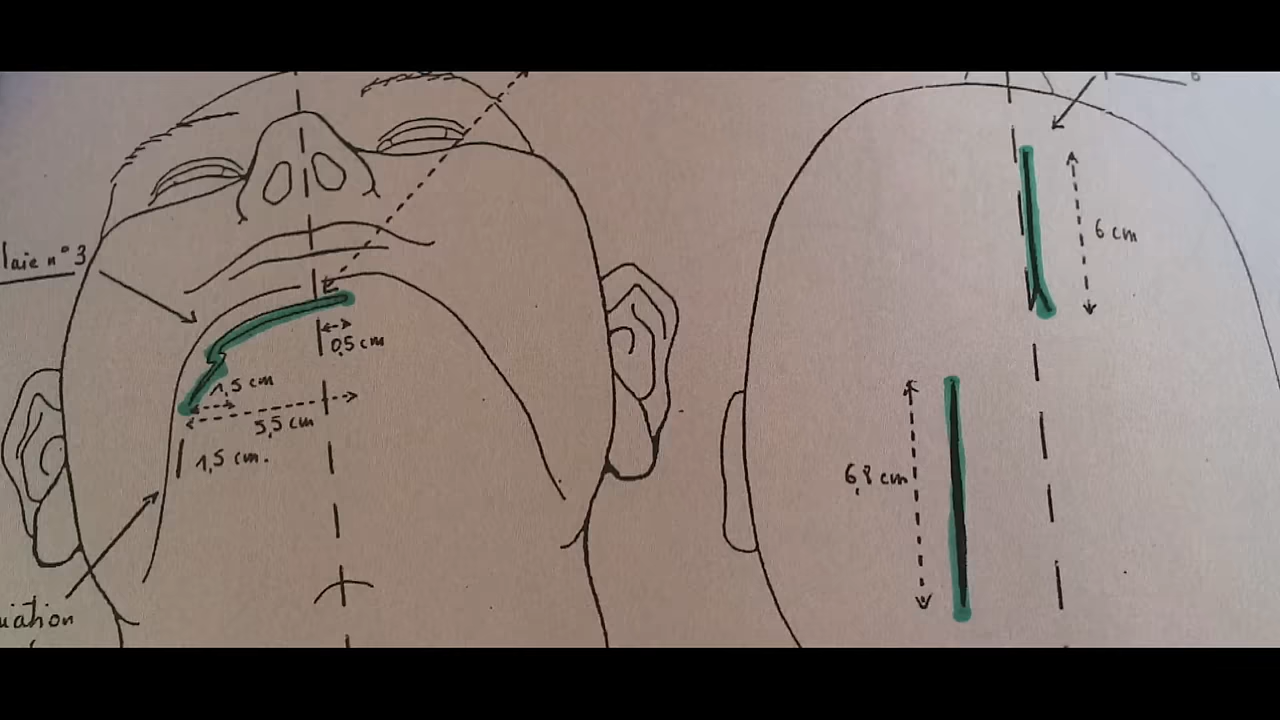 laie n° 3
0,5 cm
1,5 cm
5,5 cm
1,5 cm.
uiation
6 cm
6,8 cm